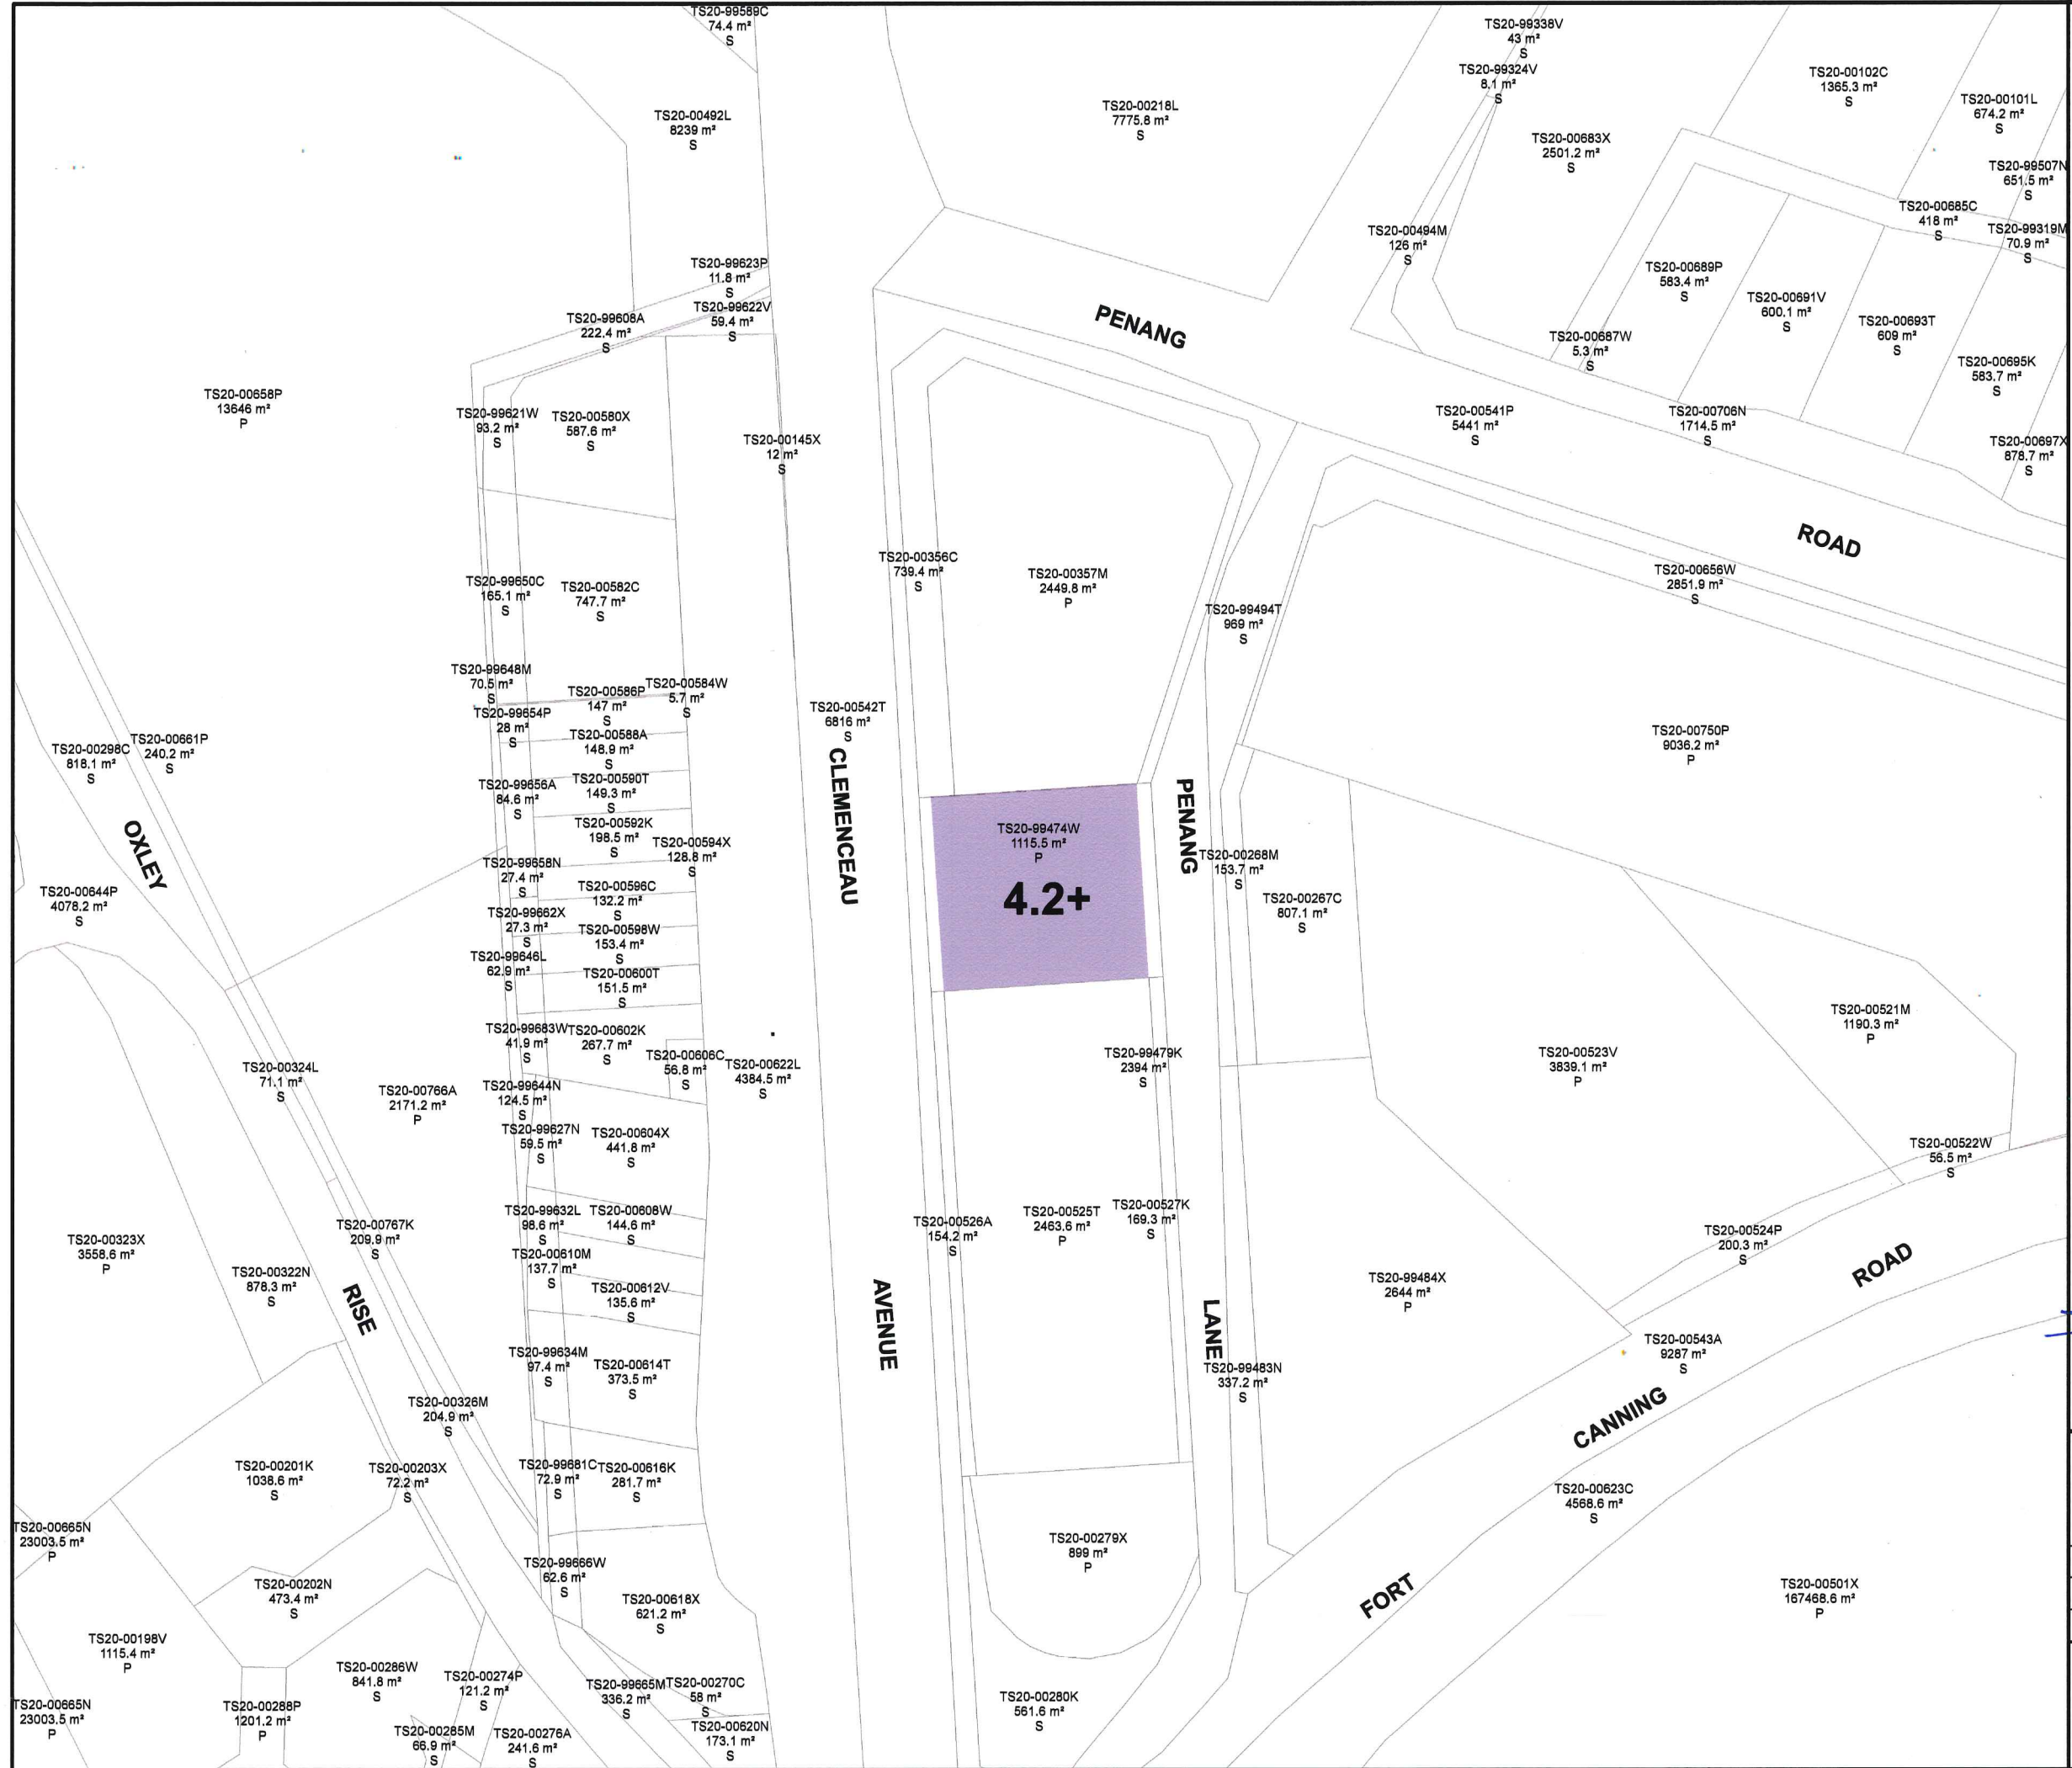 TS20-99589C
74.4 m²
S
TS20-99338V
43 m²
S
TS20-99324V
8.1 m²
S
TS20-00102C
1365.3 m²
S
TS20-00101L
674.2 m²
S
TS20-00492L
8239 m²
S
TS20-00218L
7775.8 m²
S
TS20-00683X
2501.2 m²
S
TS20-99507N
651.5 m²
S
TS20-00685C
418 m²
S
TS20-99319M
70.9 m²
S
TS20-00494M
126 m²
S
TS20-99623P
11.8 m²
S
TS20-00689P
583.4 m²
S
TS20-00691V
600.1 m²
S
TS20-99622V
59.4 m²
S
TS20-99608A
222.4 m²
S
PENANG
TS20-00693T
609 m²
S
TS20-00687W
5.3 m²
S
TS20-00695K
583.7 m²
S
TS20-00658P
13646 m²
P
TS20-99621W
93.2 m²
S
TS20-00580X
587.6 m²
S
TS20-00145X
12 m²
S
TS20-00541P
5441 m²
S
TS20-00706N
1714.5 m²
S
TS20-00697X
878.7 m²
S
ROAD
TS20-00356C
739.4 m²
S
TS20-00357M
2449.8 m²
P
TS20-00656W
2851.9 m²
S
TS20-99650C
165.1 m²
S
TS20-00582C
747.7 m²
S
TS20-99494T
969 m²
S
TS20-99648M
70.5 m²
S
TS20-00586P
147 m²
S
TS20-00584W
5.7 m²
S
TS20-99654P
28 m²
S
TS20-00542T
6816 m²
S
TS20-00588A
148.9 m²
S
TS20-00750P
9036.2 m²
P
TS20-00298C
818.1 m²
S
TS20-00661P
240.2 m²
S
TS20-99656A
84.6 m²
S
TS20-00590T
149.3 m²
S
CLEMENCEAU
PENANG
OXLEY
TS20-00592K
198.5 m²
S
TS20-00594X
128.8 m²
S
TS20-99474W
1115.5 m²
P
4.2+
TS20-00268M
153.7 m²
S
TS20-99658N
27.4 m²
S
TS20-00644P
4078.2 m²
S
TS20-00596C
132.2 m²
S
TS20-00267C
807.1 m²
S
TS20-99662X
27.3 m²
S
TS20-00598W
153.4 m²
S
TS20-99646L
62.9 m²
S
TS20-00600T
151.5 m²
S
TS20-00521M
1190.3 m²
P
TS20-99683W
41.9 m²
S
TS20-00602K
267.7 m²
S
TS20-00606C
56.8 m²
S
TS20-00622L
4384.5 m²
S
TS20-99479K
2394 m²
S
TS20-00523V
3839.1 m²
P
TS20-00324L
71.1 m²
S
TS20-00766A
2171.2 m²
P
TS20-99644N
124.5 m²
S
TS20-99627N
59.5 m²
S
TS20-00604X
441.8 m²
S
TS20-00522W
56.5 m²
S
TS20-00767K
209.9 m²
S
TS20-99632L
98.6 m²
S
TS20-00608W
144.6 m²
S
TS20-00526A
154.2 m²
S
TS20-00525T
2463.6 m²
P
TS20-00527K
169.3 m²
S
TS20-00524P
200.3 m²
S
TS20-00323X
3558.6 m²
P
TS20-00322N
878.3 m²
S
TS20-00610M
137.7 m²
S
TS20-00612V
135.6 m²
S
RISE
AVENUE
LANE
ROAD
TS20-99484X
2644 m²
P
TS20-00543A
9287 m²
S
TS20-99634M
97.4 m²
S
TS20-00614T
373.5 m²
S
TS20-99483N
337.2 m²
S
TS20-00326M
204.9 m²
S
CANNING
TS20-00201K
1038.6 m²
S
TS20-00203X
72.2 m²
S
TS20-99681C
72.9 m²
S
TS20-00616K
281.7 m²
S
TS20-00623C
4568.6 m²
S
TS20-00665N
23003.5 m²
P
TS20-00279X
899 m²
P
TS20-99666W
62.6 m²
S
TS20-00202N
473.4 m²
S
TS20-00618X
621.2 m²
S
FORT
TS20-00501X
167468.6 m²
P
TS20-00198V
1115.4 m²
P
TS20-00286W
841.8 m²
S
TS20-00274P
121.2 m²
S
TS20-99665M
336.2 m²
S
TS20-00270C
58 m²
S
TS20-00280K
561.6 m²
S
TS20-00665N
23003.5 m²
P
TS20-00288P
1201.2 m²
P
TS20-00285M
66.9 m²
S
TS20-00276A
241.6 m²
S
TS20-00620N
173.1 m²
S